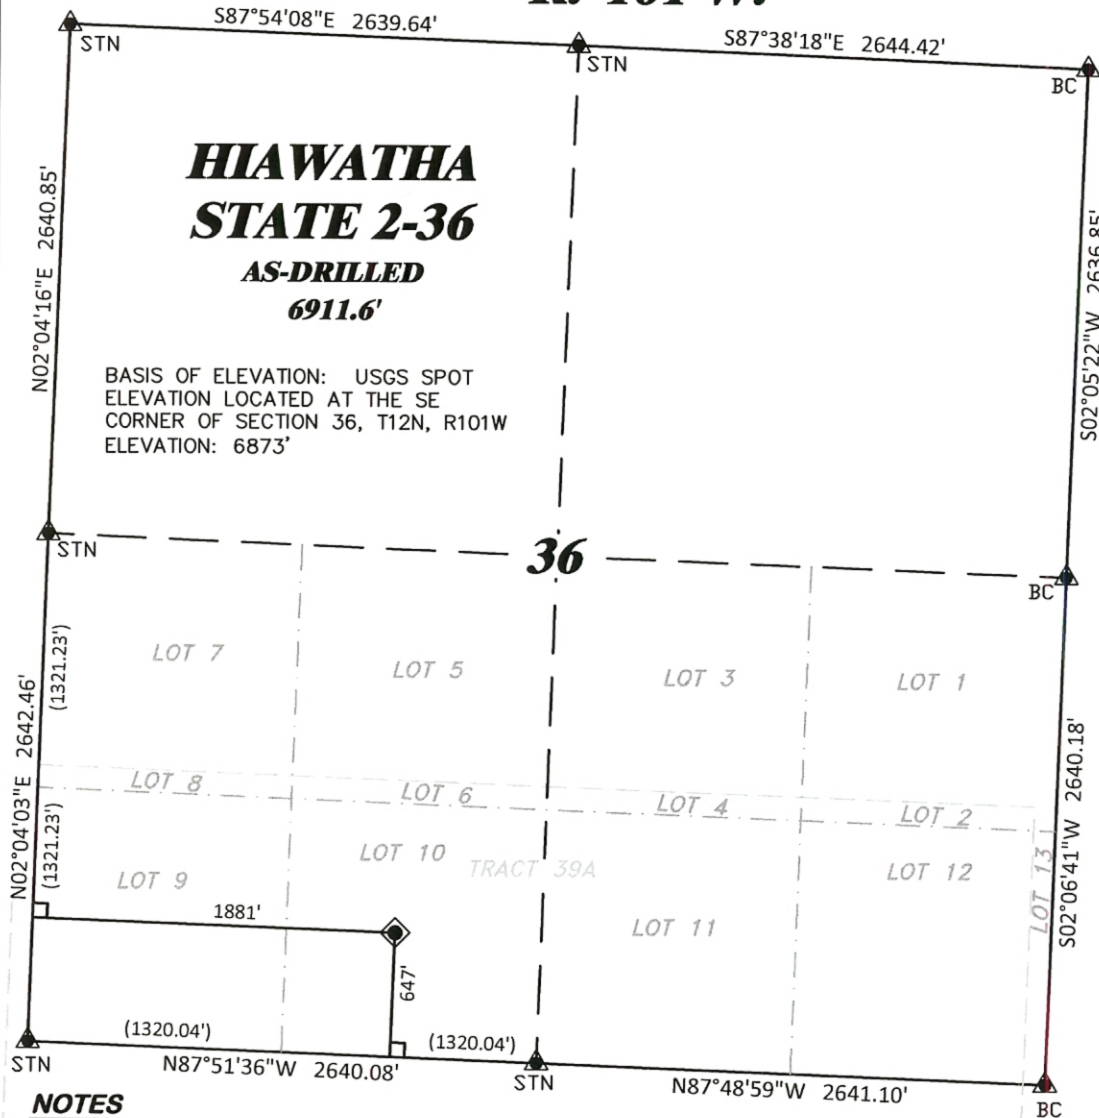 S87°54'08"E 2639.64'
S87°38'18"E 2644.42'
STN
STN
BC
HIAWATHA
STATE 2-36
AS-DRILLED
6911.6'
N02°04'16"E 2640.85'
S02°05'22"W 2636.85'
BASIS OF ELEVATION: USGS SPOT
ELEVATION LOCATED AT THE SE
CORNER OF SECTION 36, T12N, R101W
ELEVATION: 6873'
STN
36
BC
(1321.23')
LOT 7
LOT 5
LOT 3
LOT 1
N02°04'03"E 2642.46'
S02°06'41"W 2640.18'
LOT 8
LOT 6
LOT 4
LOT 2
(1321.23')
LOT 9
LOT 10
TRACT 39A
LOT 11
LOT 12
LOT 13
1881'
647'
(1320.04')
(1320.04')
STN
N87°51'36"W 2640.08'
STN
N87°48'59"W 2641.10'
BC
NOTES